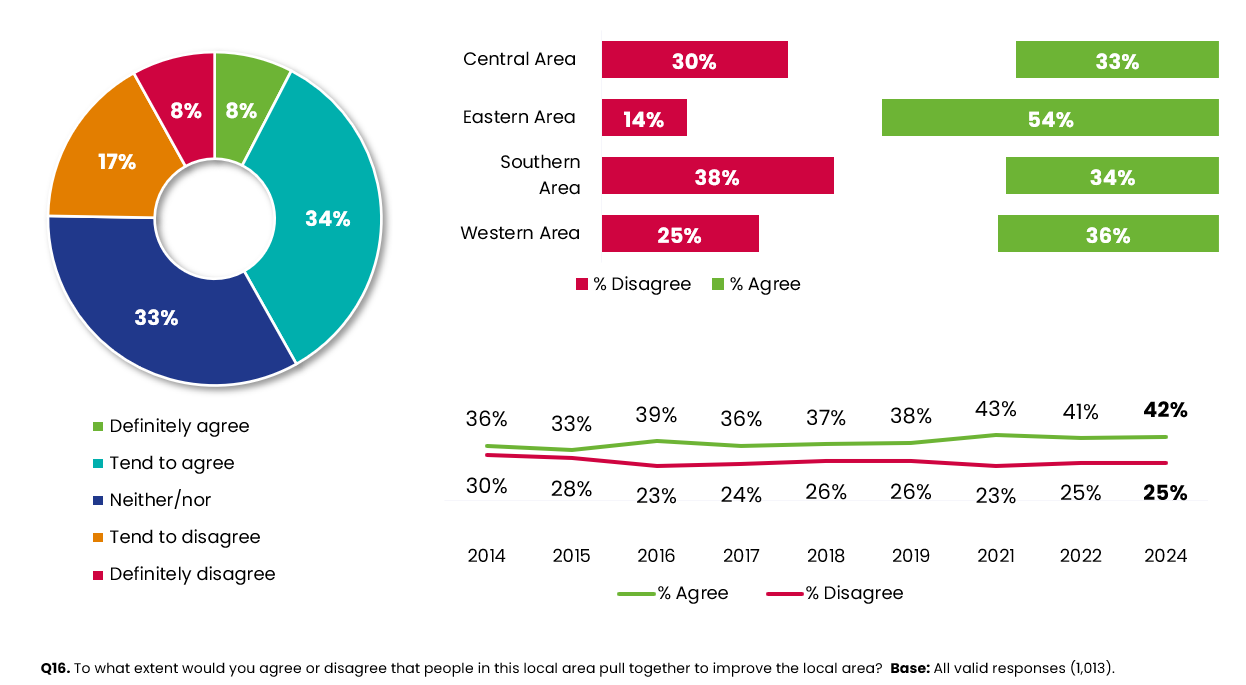 8%
8%
17%
34%
33%
Definitely agree
Tend to agree
Neither/nor
Tend to disagree
Definitely disagree
Central Area 30% 33%
Eastern Area 14% 54%
Southern
Area 38% 34%
Western Area 25% 36%
% Disagree % Agree
36% 33% 39% 36% 37% 38% 43% 41% 42%
30% 28% 23% 24% 26% 26% 23% 25% 25%
2014 2015 2016 2017 2018 2019 2021 2022 2024
% Agree % Disagree
Q16. To what extent would you agree or disagree that people in this local area pull together to improve the local area? Base: All valid responses (1,013).